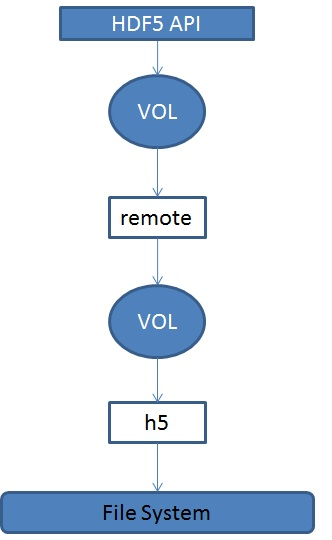 HDF5 API
VOL
remote
VOL
h5
File System